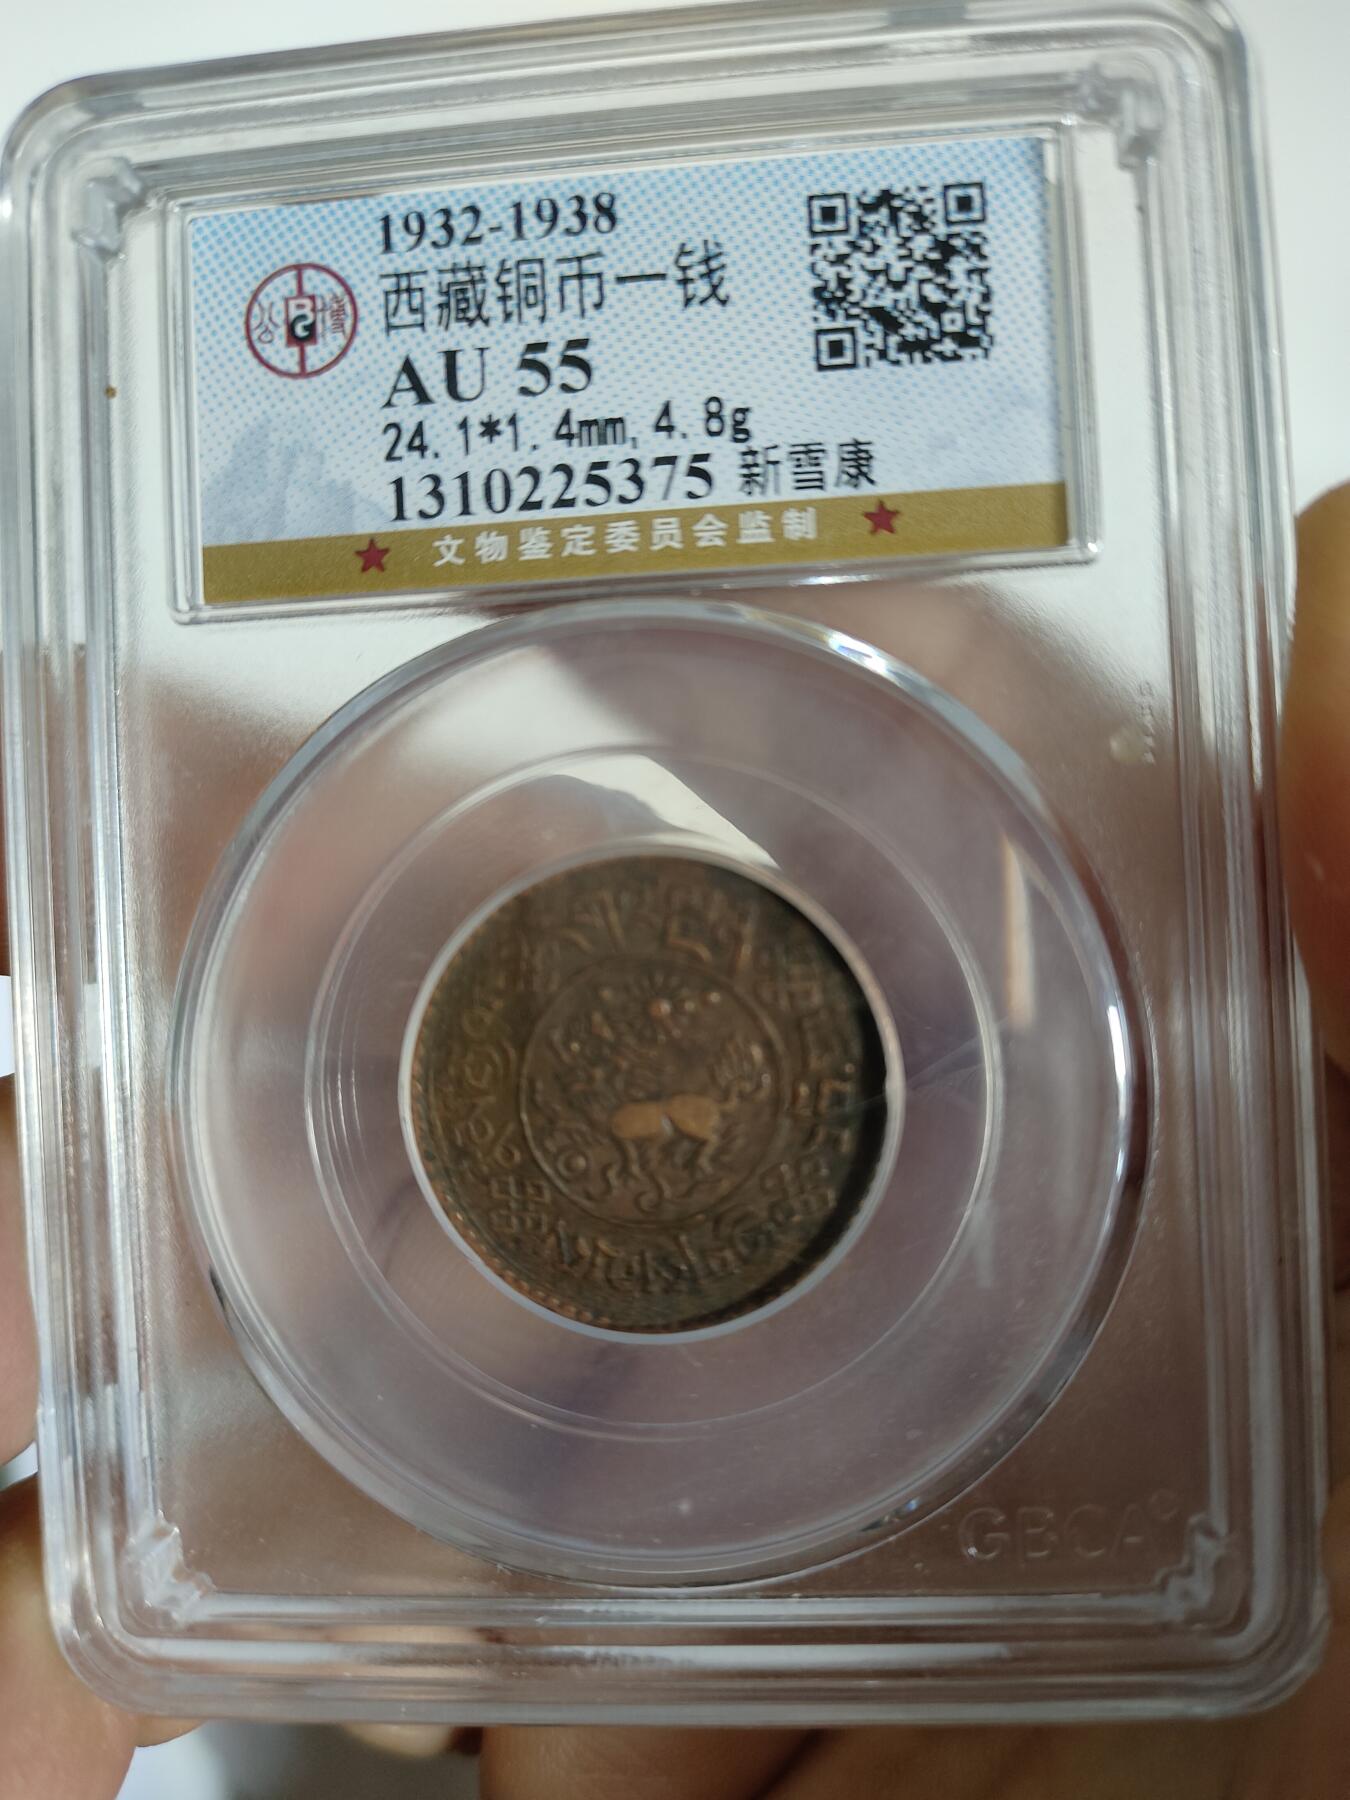 1932-1938
西藏铜币一钱
AU 55
24.1*1.4mm, 4.8g
1310225375 新雪康
★ 文物鉴定委员会监制 ★
GBCA